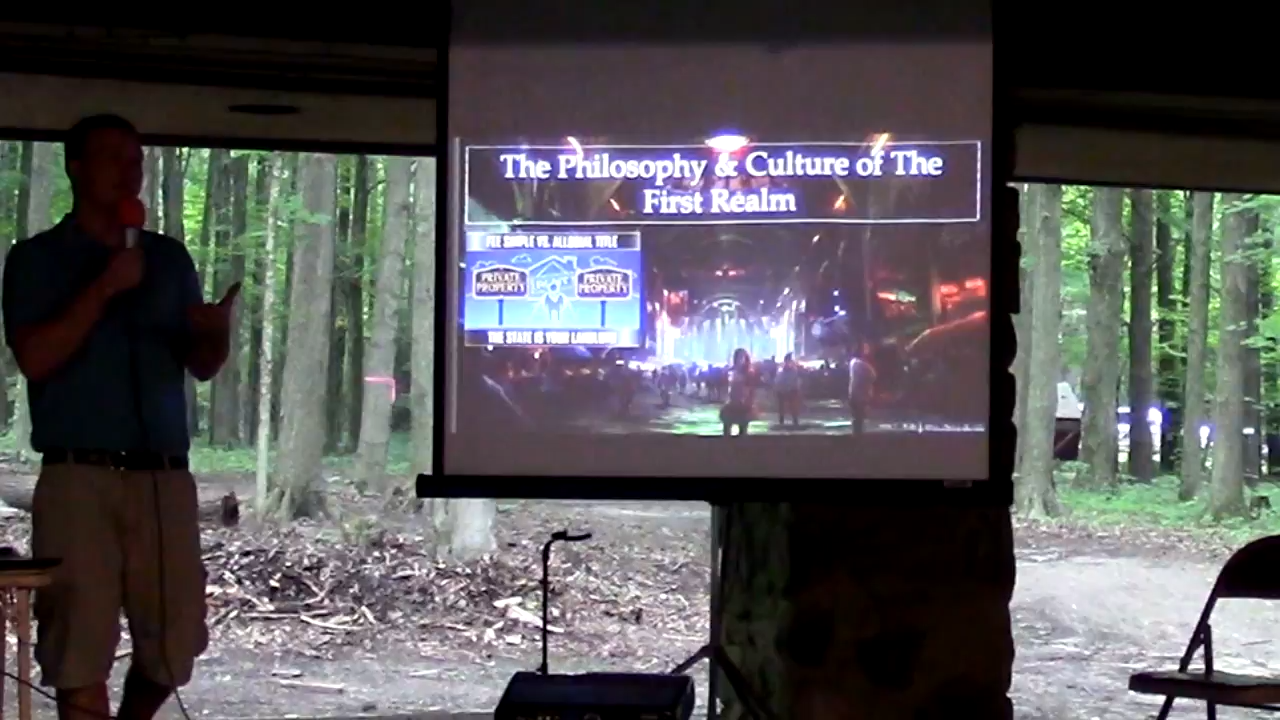 The Philosophy & Culture of The
First Realm
FEE SIMPLE VS. ALLODIAL TITLE
PRIVATE
PROPERTY
PRIVATE
PROPERTY
THE STATE IS YOUR LANDLORD